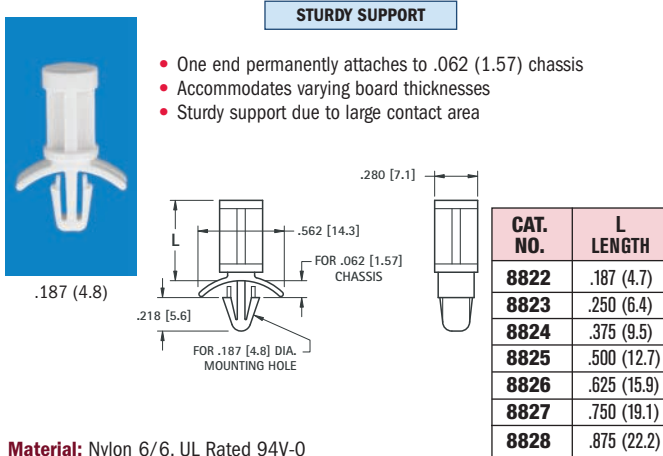 STURDY SUPPORT
• One end permanently attaches to .062 (1.57) chassis
• Accommodates varying board thicknesses
• Sturdy support due to large contact area
.187 (4.8)
L
.562 [14.3]
FOR .062 [1.57]
CHASSIS
.218 [5.6]
FOR .187 [4.8] DIA.
MOUNTING HOLE
.280 [7.1]
CAT. NO. L LENGTH
8822 .187 (4.7)
8823 .250 (6.4)
8824 .375 (9.5)
8825 .500 (12.7)
8826 .625 (15.9)
8827 .750 (19.1)
8828 .875 (22.2)
Material: Nylon 6/6, UL Rated 94V-0